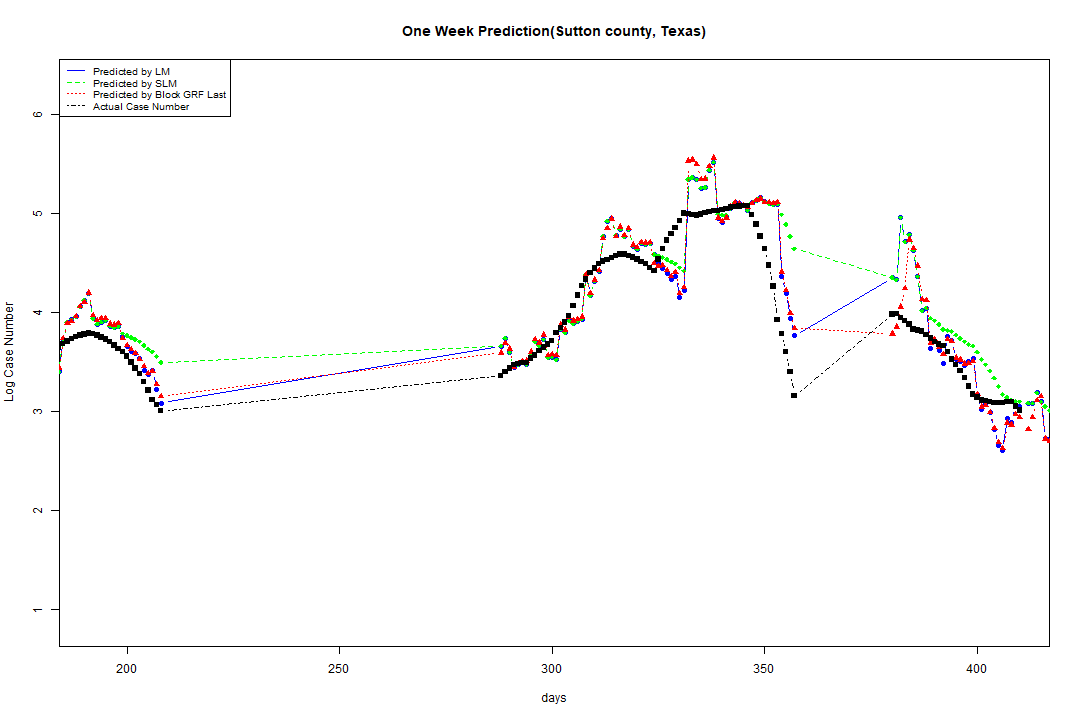 One Week Prediction(Sutton county, Texas)
Predicted by LM
Predicted by SLM
Predicted by Block GRF Last
Actual Case Number
Log Case Number
6
5
4
3
2
1
200
250
300
350
400
days